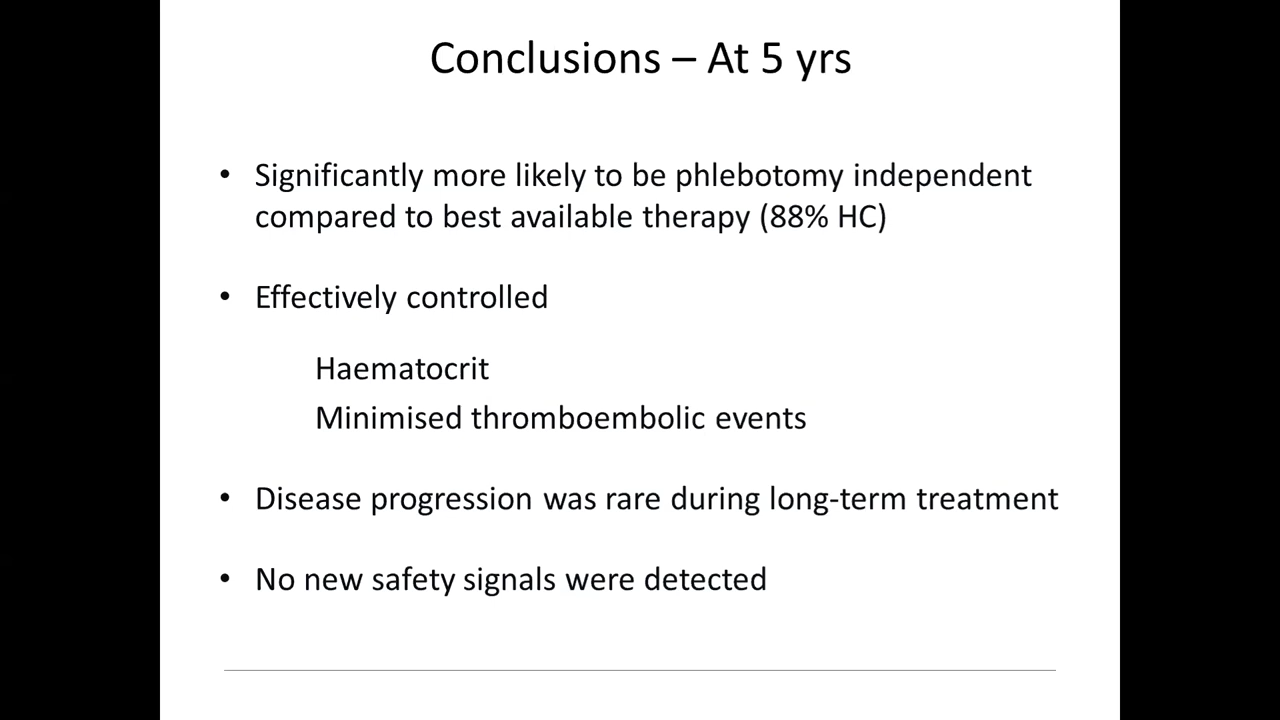 Conclusions – At 5 yrs
• Significantly more likely to be phlebotomy independent
compared to best available therapy (88% HC)
• Effectively controlled
Haematocrit
Minimised thromboembolic events
• Disease progression was rare during long-term treatment
• No new safety signals were detected